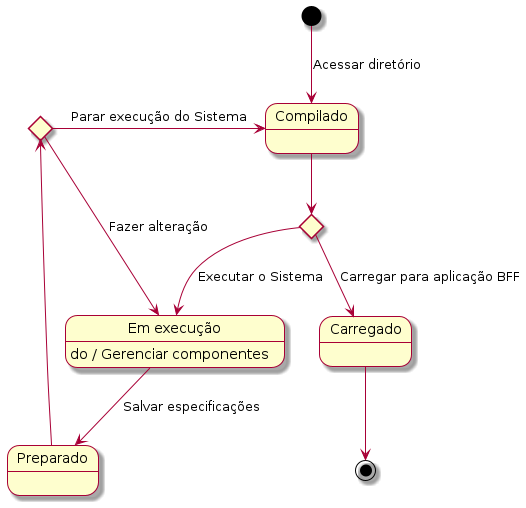 Acessar diretório
Parar execução do Sistema
Compilado
Fazer alteração
Executar o Sistema
Carregar para aplicação BFF
Em execução
do / Gerenciar componentes
Carregado
Salvar especificações
Preparado